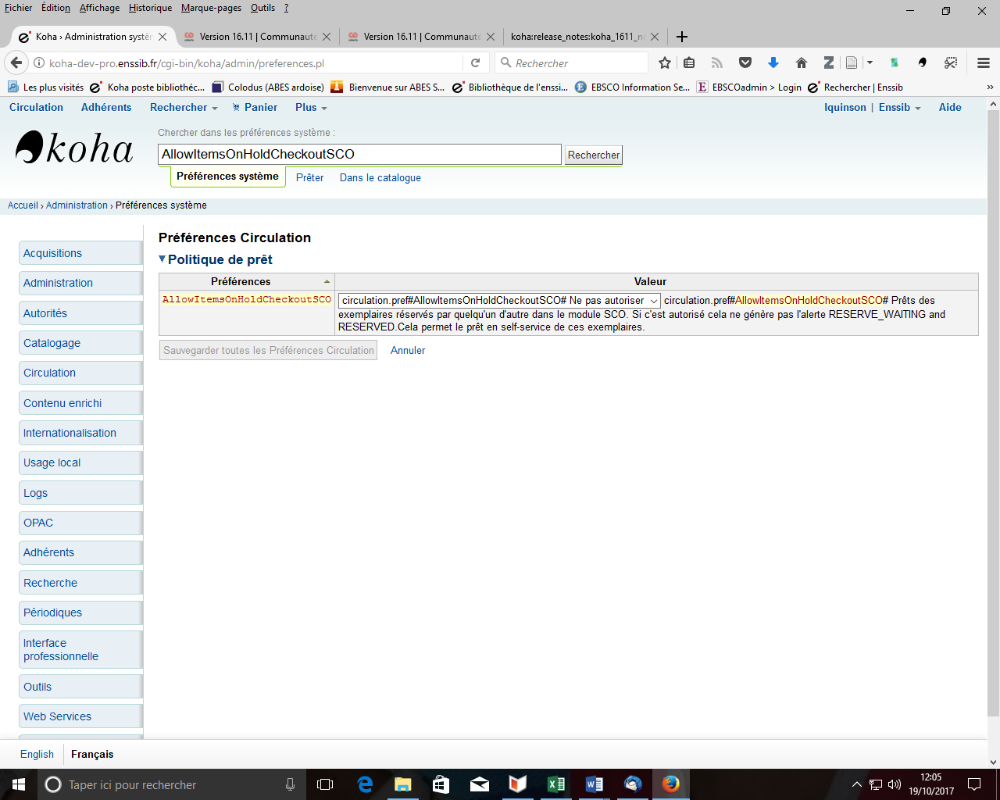 Fichier Édition Affichage Historique Marque-pages Outils ?
Koha › Administration systèm
Version 16.11 | Communauté
Version 16.11 | Communauté
koha:release_notes:koha_1611_n
koha-dev-pro.enssib.fr/cgi-bin/koha/admin/preferences.pl
Rechercher
Les plus visités
Koha poste bibliothéc...
Colodus (ABES ardoise)
Bienvenue sur ABES S...
Bibliothèque de l'enssi...
EBSCO Information Se...
EBSCOadmin > Login
Rechercher | Enssib
»
Circulation Adhérents Rechercher Panier Plus
lquinson | Enssib Aide
koha
Chercher dans les préférences système :
AllowItemsOnHoldCheckoutSCO
Rechercher
Préférences système Prêter Dans le catalogue
Accueil › Administration › Préférences système
Acquisitions
Administration
Autorités
Catalogage
Circulation
Contenu enrichi
Internationalisation
Usage local
Logs
OPAC
Adhérents
Recherche
Périodiques
Interface
professionnelle
Outils
Web Services
Préférences Circulation
Politique de prêt
Préférences Valeur
AllowItemsOnHoldCheckoutSCO
circulation.pref#AllowItemsOnHoldCheckoutSCO# Ne pas autoriser circulation.pref#AllowItemsOnHoldCheckoutSCO# Prêts des
exemplaires réservés par quelqu'un d'autre dans le module SCO. Si c'est autorisé cela ne génère pas l'alerte RESERVE_WAITING and
RESERVED.Cela permet le prêt en self-service de ces exemplaires.
Sauvegarder toutes les Préférences Circulation Annuler
English Français
Taper ici pour rechercher
12:05
19/10/2017